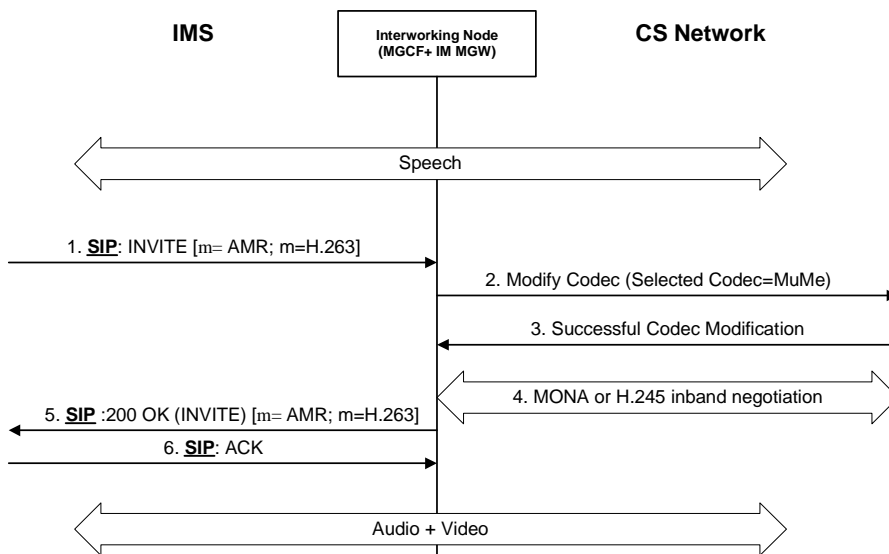 IMS
Interworking Node
(MGCF+ IM MGW)
CS Network
Speech
1. SIP: INVITE [m= AMR; m=H.263]
2. Modify Codec (Selected Codec=MuMe)
3. Successful Codec Modification
4. MONA or H.245 inband negotiation
5. SIP :200 OK (INVITE) [m= AMR; m=H.263]
6. SIP: ACK
Audio + Video